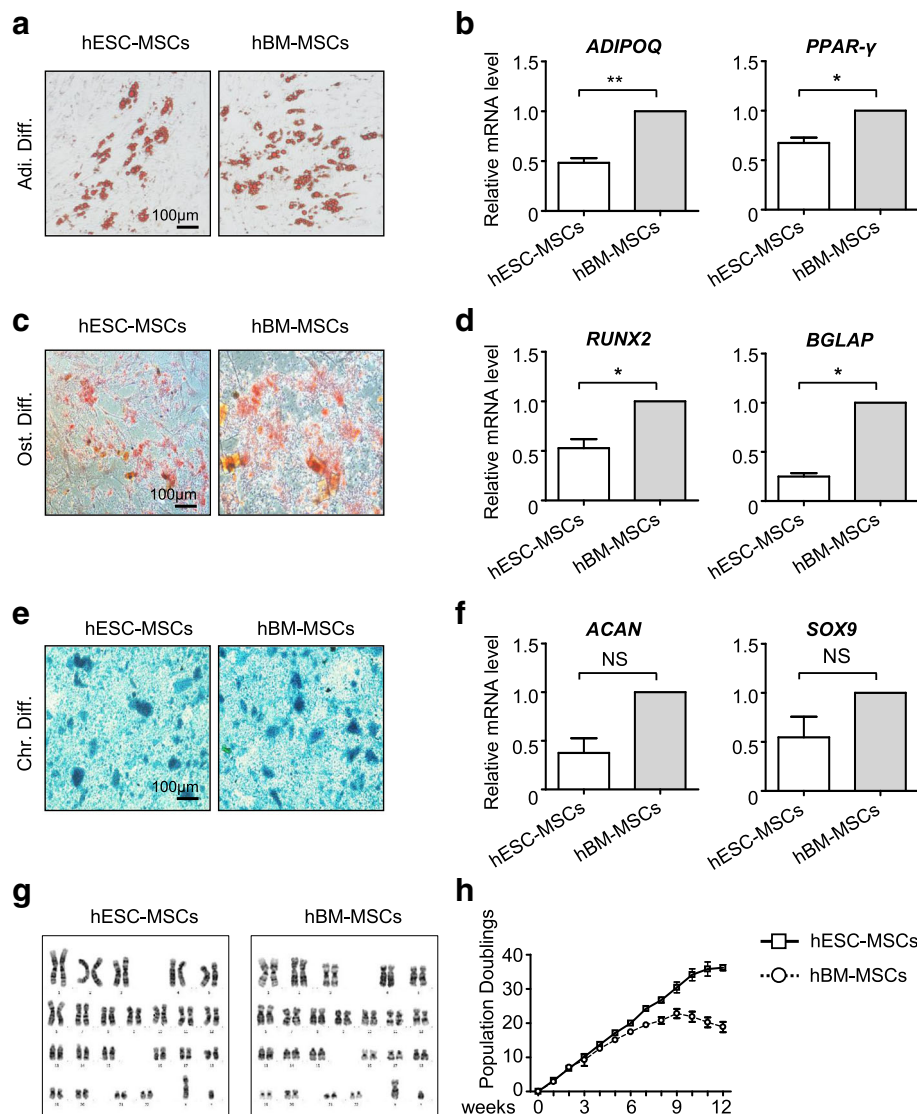 a
hESC-MSCs hBM-MSCs
Adi. Diff.
100μm
b
ADIPOQ PPAR-γ
Relative mRNA level
1.5 1.5
** *
1.0 1.0
0.5 0.5
0 0
hESC-MSCs hBM-MSCs hESC-MSCs hBM-MSCs
c
hESC-MSCs hBM-MSCs
Ost. Diff.
100μm
d
RUNX2 BGLAP
Relative mRNA level
1.5 1.5
* *
1.0 1.0
0.5 0.5
0 0
hESC-MSCs hBM-MSCs hESC-MSCs hBM-MSCs
e
hESC-MSCs hBM-MSCs
Chr. Diff.
100μm
f
ACAN SOX9
Relative mRNA level
NS NS
1.5 1.5
1.0 1.0
0.5 0.5
0 0
hESC-MSCs hBM-MSCs hESC-MSCs hBM-MSCs
g
hESC-MSCs hBM-MSCs
h
Population Doublings
40
30
20
10
0
weeks 0 3 6 9 12
hESC-MSCs
hBM-MSCs